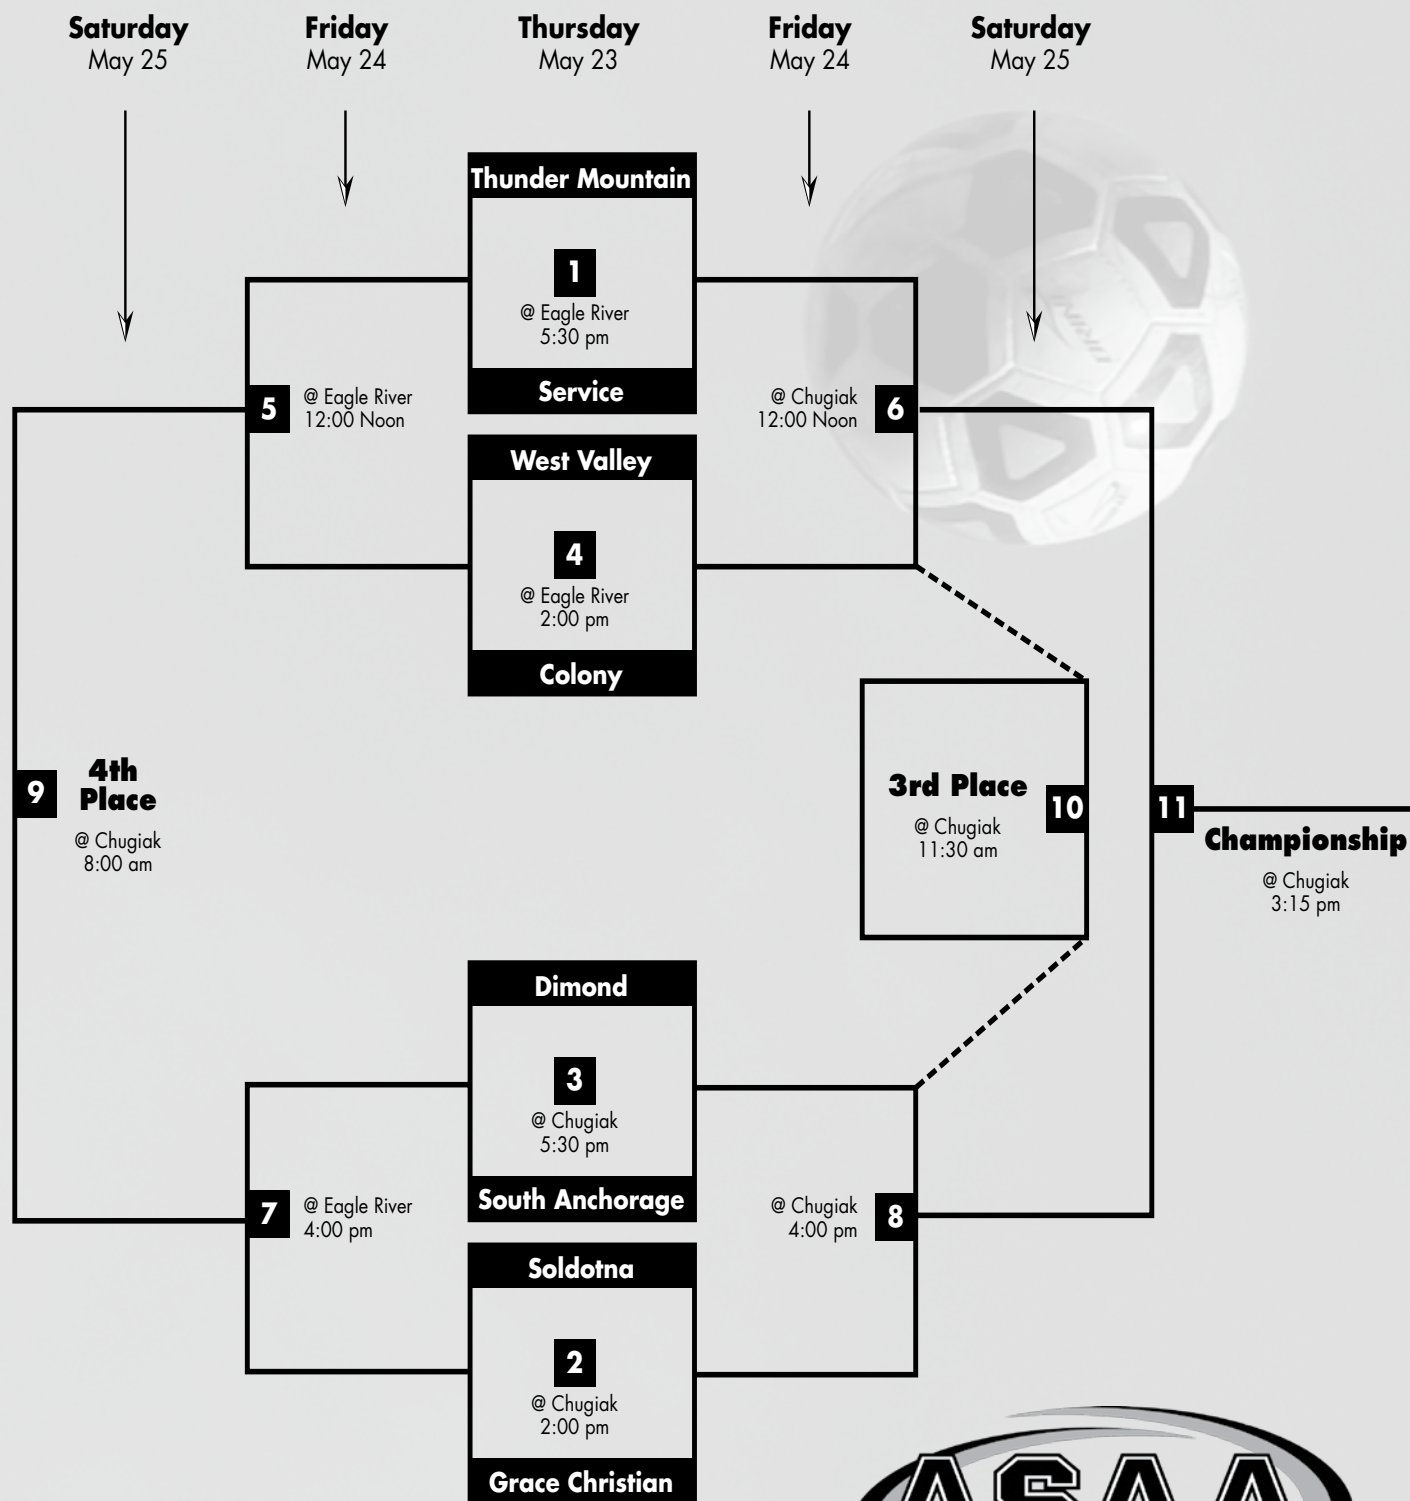 Saturday
May 25
Friday
May 24
Thursday
May 23
Friday
May 24
Saturday
May 25
Thunder Mountain
1
@ Eagle River
5:30 pm
Service
5
@ Eagle River
12:00 Noon
@ Chugiak
12:00 Noon
6
West Valley
4
@ Eagle River
2:00 pm
Colony
9
4th
Place
@ Chugiak
8:00 am
3rd Place
@ Chugiak
11:30 am
10
11
Championship
@ Chugiak
3:15 pm
Dimond
3
@ Chugiak
5:30 pm
South Anchorage
7
@ Eagle River
4:00 pm
@ Chugiak
4:00 pm
8
Soldotna
2
@ Chugiak
2:00 pm
Grace Christian
ASAA